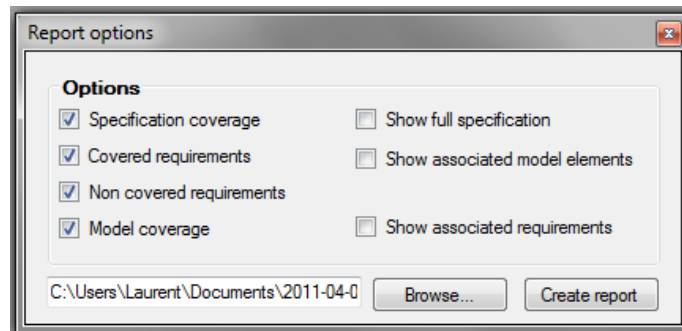 Report options
Options
Specification coverage Show full specification
Covered requirements Show associated model elements
Non covered requirements
Model coverage Show associated requirements
C:\Users\Laurent\Documents\2011-04-0 Browse... Create report